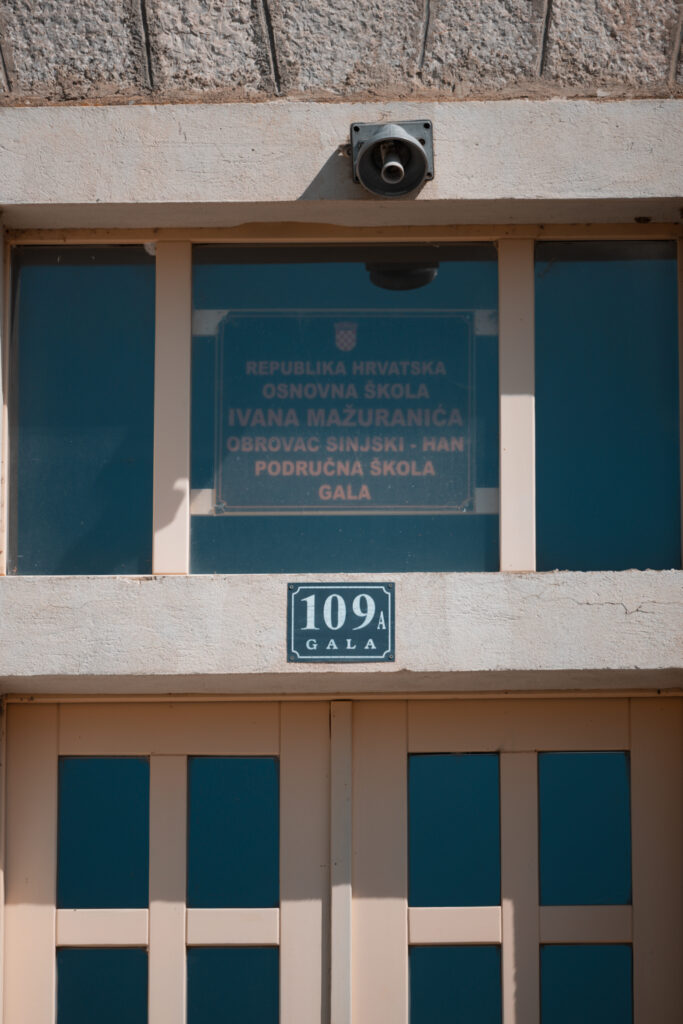 REPUBLIKA HRVATSKA
OSNOVNA ŠKOLA
IVANA MAŽURANIĆA
OBROVAC SINJSKI - HAN
PODRUČNA ŠKOLA
GALA
109A
GALA